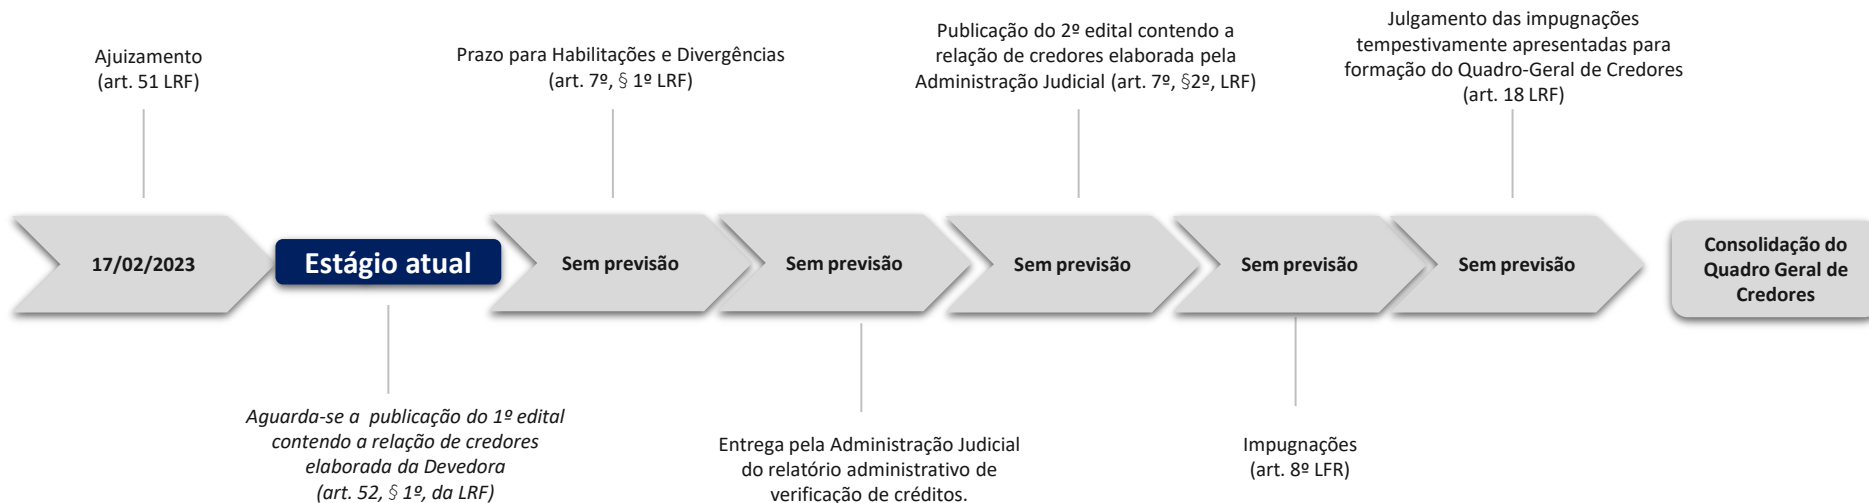 Ajuizamento
(art. 51 LRF)
Prazo para Habilitações e Divergências
(art. 7º, § 1º LRF)
Publicação do 2º edital contendo a
relação de credores elaborada pela
Administração Judicial (art. 7º, §2º, LRF)
Julgamento das impugnações
tempestivamente apresentadas para
formação do Quadro-Geral de Credores
(art. 18 LRF)
17/02/2023
Estágio atual
Sem previsão
Sem previsão
Sem previsão
Sem previsão
Sem previsão
Consolidação do
Quadro Geral de
Credores
Aguarda-se a  publicação do 1º edital
contendo a relação de credores
elaborada da Devedora
(art. 52, § 1º, da LRF)
Entrega pela Administração Judicial
do relatório administrativo de
verificação de créditos.
Impugnações
(art. 8º LFR)